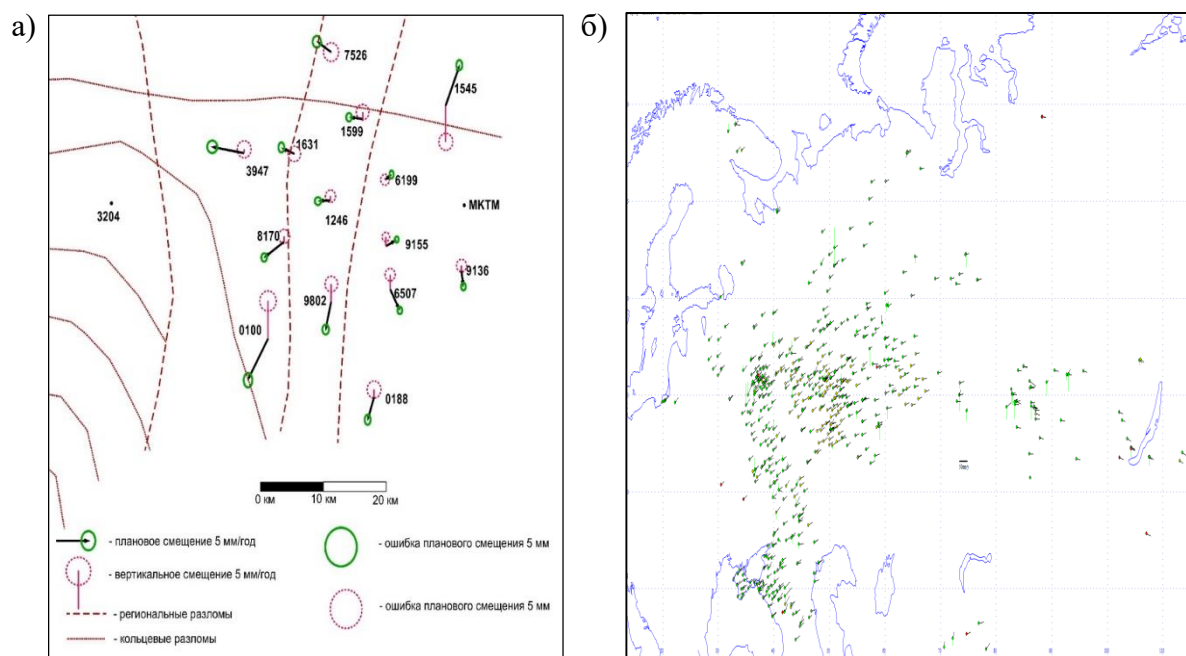 а)
б)
7526
1545
1599
1631
3947
6199
3204
1246
МКТМ
8170
9155
9136
9802
6507
0100
0188
0 км 10 км 20 км
- плановое смещение 5 мм/год
- вертикальное смещение 5 мм/год
- региональные разломы
- кольцевые разломы
- ошибка планового смещения 5 мм
- ошибка планового смещения 5 мм